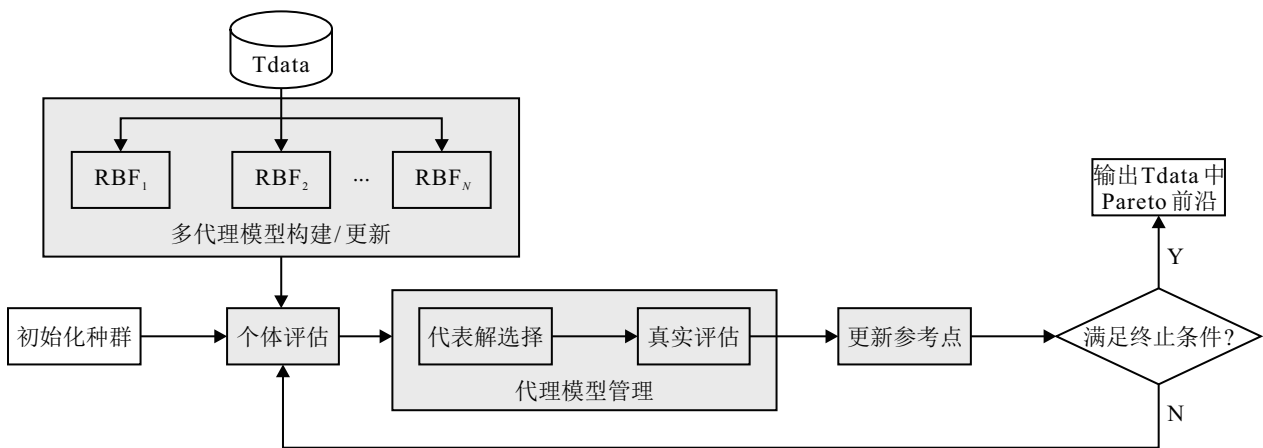 Tdata
RBF₁
RBF₂
...
RBF_N
多代理模型构建/更新
输出Tdata中
Pareto前沿
Y
初始化种群
个体评估
代表解选择
真实评估
更新参考点
满足终止条件?
代理模型管理
N